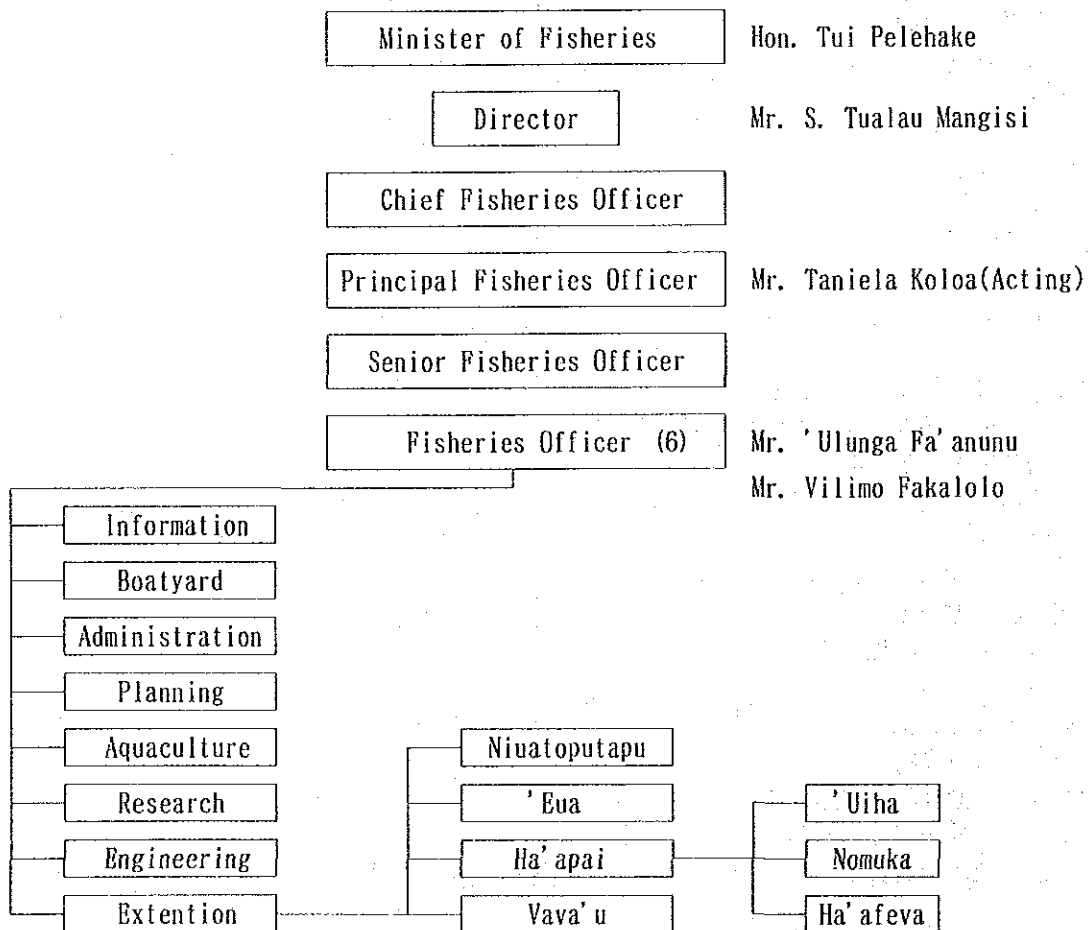 Minister of Fisheries Hon. Tui Pelehake
Director Mr. S. Tualau Mangisi
Chief Fisheries Officer
Principal Fisheries Officer Mr. Taniela Koloa(Acting)
Senior Fisheries Officer
Fisheries Officer (6) Mr. 'Ulunga Fa'anunu
Mr. Vilimo Fakalolo
Information
Boatyard
Administration
Planning
Aquaculture Niuatoputapu
Research 'Eua 'Uiha
Engineering Ha'apai Nomuka
Extention Vava'u Ha'afeva